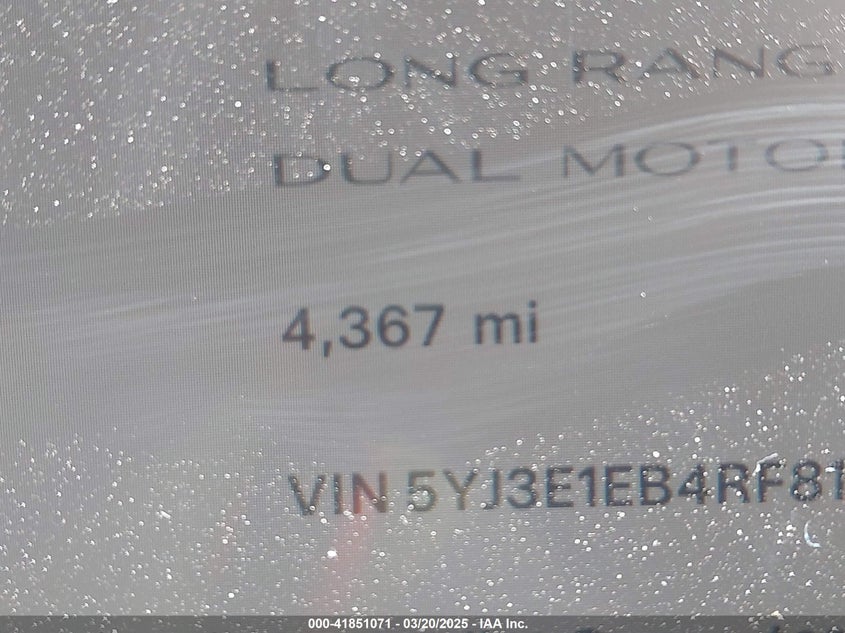 LONG RANG
DUAL MOTO
4,367 mi
VIN 5YJ3E1EB4RF81
000-41851071 - 03/20/2025 - IAA Inc.